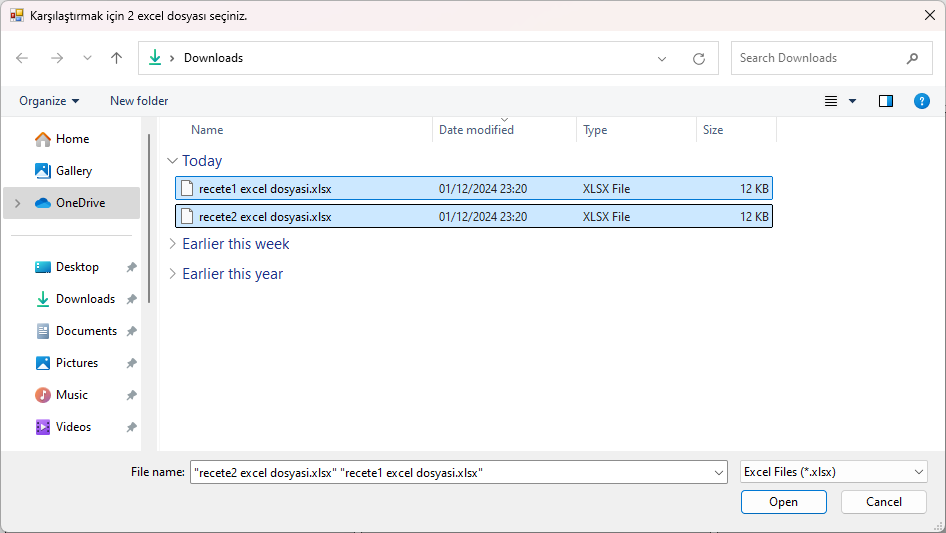 Karşılaştırmak için 2 excel dosyası seçiniz.
Downloads
Search Downloads
Organize
New folder
Home
Gallery
OneDrive
Desktop
Downloads
Documents
Pictures
Music
Videos
Name Date modified Type Size
Today
recete1 excel dosyasi.xlsx 01/12/2024 23:20 XLSX File 12 KB
recete2 excel dosyasi.xlsx 01/12/2024 23:20 XLSX File 12 KB
Earlier this week
Earlier this year
File name: "recete2 excel dosyasi.xlsx" "recete1 excel dosyasi.xlsx"
Excel Files (*.xlsx)
Open
Cancel